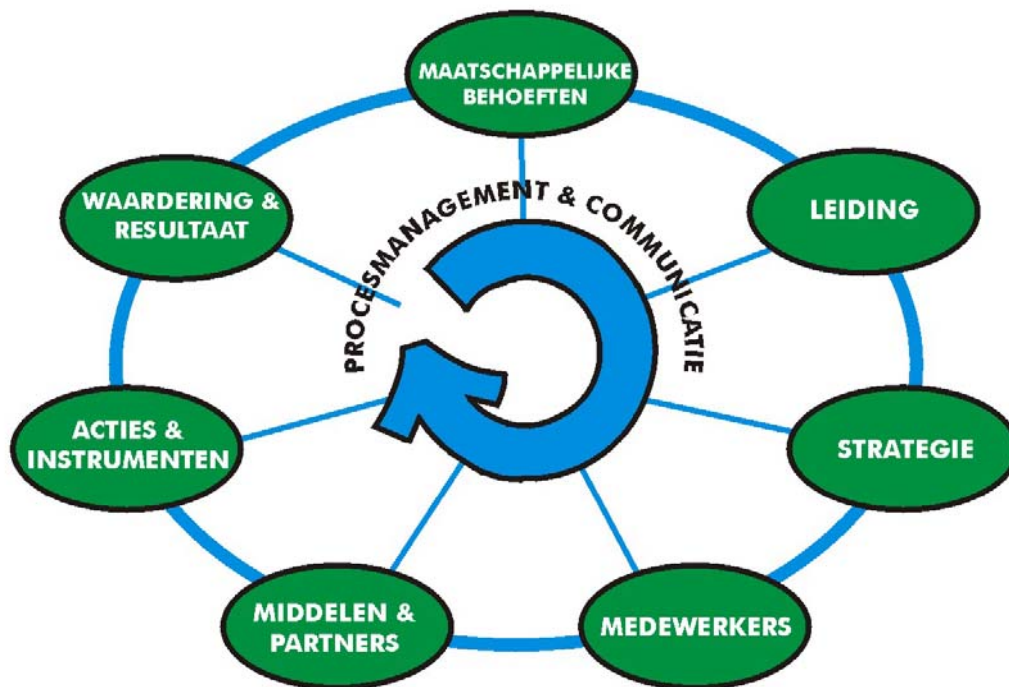 MAATSCHAPPELIJKE
BEHOEFTEN
WAARDERING &
RESULTAAT
LEIDING
PROCESMANAGEMENT & COMMUNICATIE
ACTIES &
INSTRUMENTEN
STRATEGIE
MIDDELEN &
PARTNERS
MEDEWERKERS